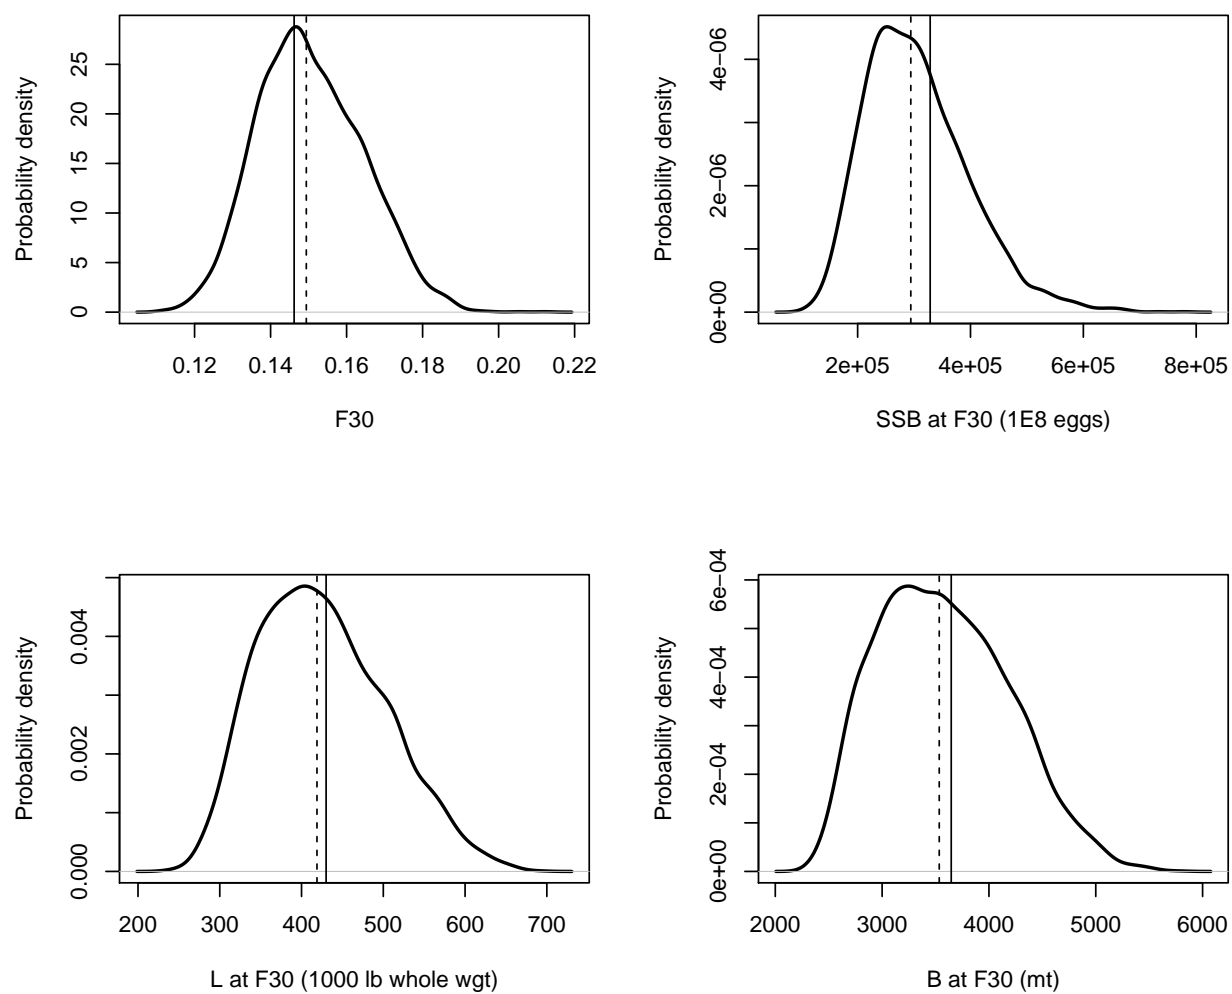 Probability density
0 5 10 15 20 25
0.12 0.14 0.16 0.18 0.20 0.22
F30
Probability density
0e+00 2e−06 4e−06
2e+05 4e+05 6e+05 8e+05
SSB at F30 (1E8 eggs)
Probability density
0.000 0.002 0.004
200 300 400 500 600 700
L at F30 (1000 lb whole wgt)
Probability density
0e+00 2e−04 4e−04 6e−04
2000 3000 4000 5000 6000
B at F30 (mt)